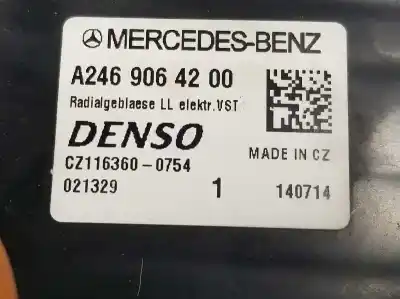 MERCEDES-BENZ
A246 906 42 00
Radialgeblaese LL elektr.VST
DENSO
CZ116360-0754
MADE IN CZ
021329 1 140714